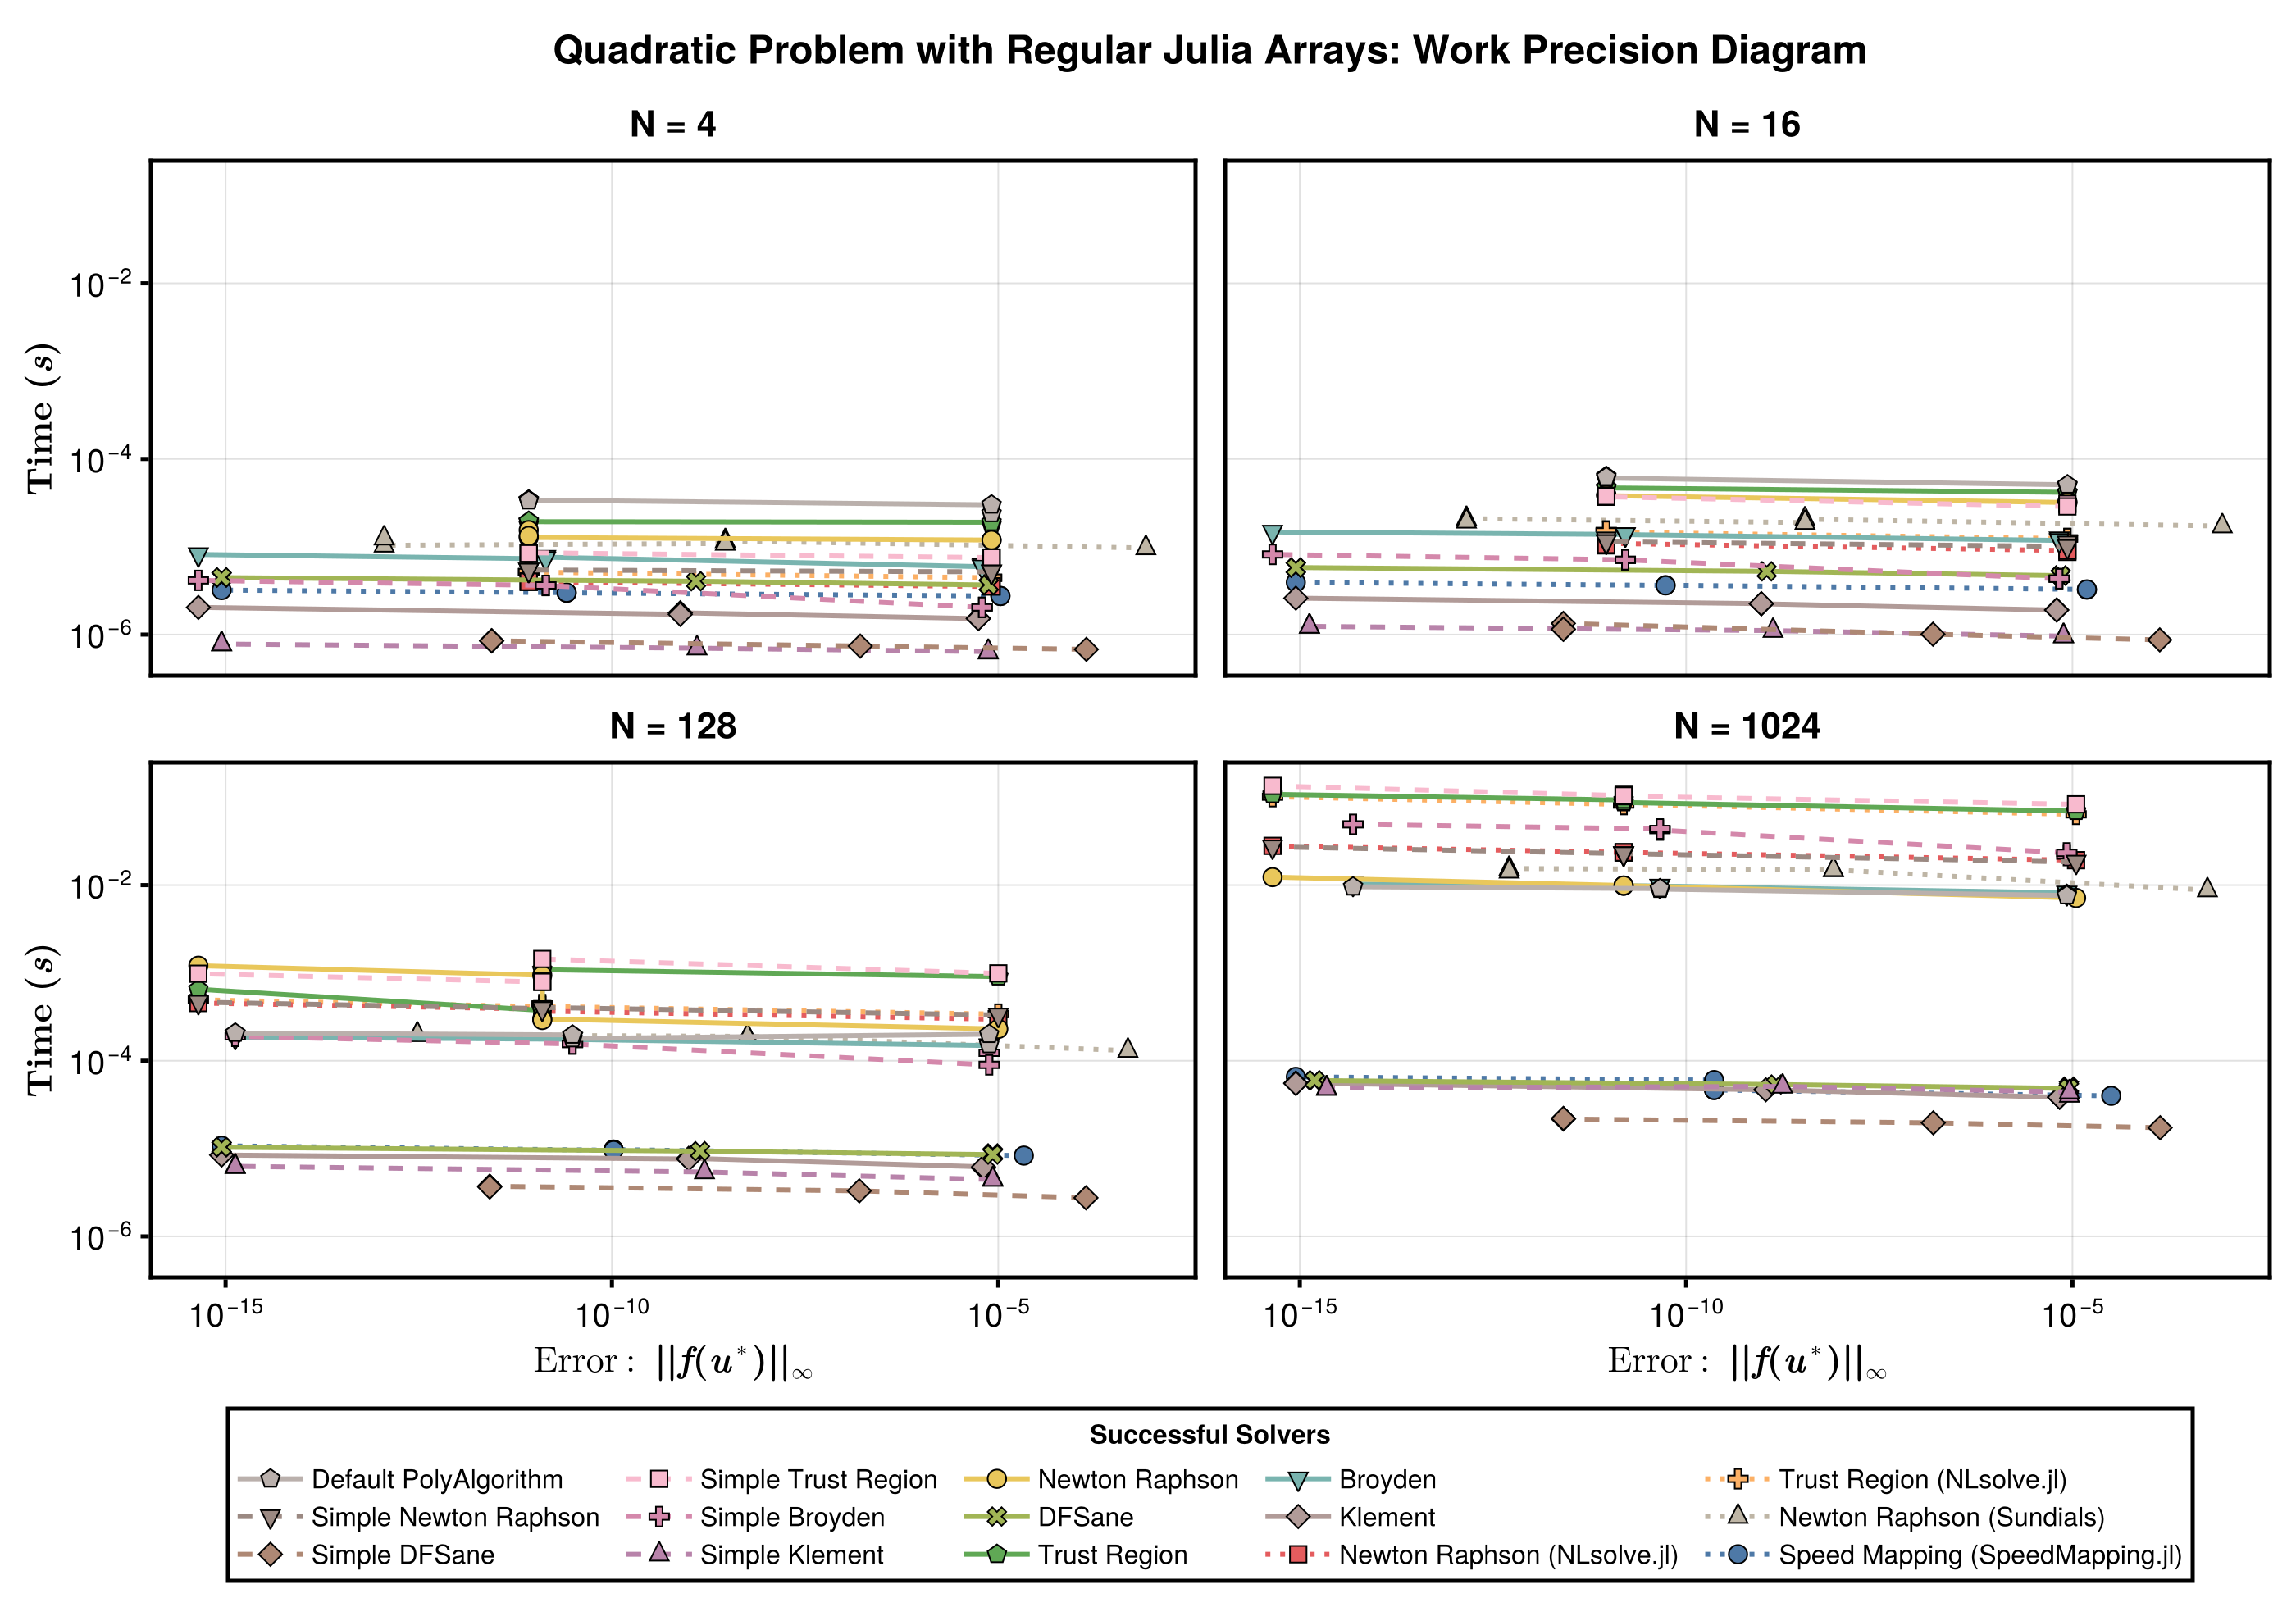 Quadratic Problem with Regular Julia Arrays: Work Precision Diagram
N = 4
N = 16
Time (s)
10⁻²
10⁻⁴
10⁻⁶
N = 128
N = 1024
Time (s)
10⁻²
10⁻⁴
10⁻⁶
10⁻¹⁵ 10⁻¹⁰ 10⁻⁵
10⁻¹⁵ 10⁻¹⁰ 10⁻⁵
Error: ||f(u*)||∞
Error: ||f(u*)||∞
Successful Solvers
Default PolyAlgorithm Simple Trust Region Newton Raphson Broyden Trust Region (NLsolve.jl)
Simple Newton Raphson Simple Broyden DFSane Klement Newton Raphson (Sundials)
Simple DFSane Simple Klement Trust Region Newton Raphson (NLsolve.jl) Speed Mapping (SpeedMapping.jl)